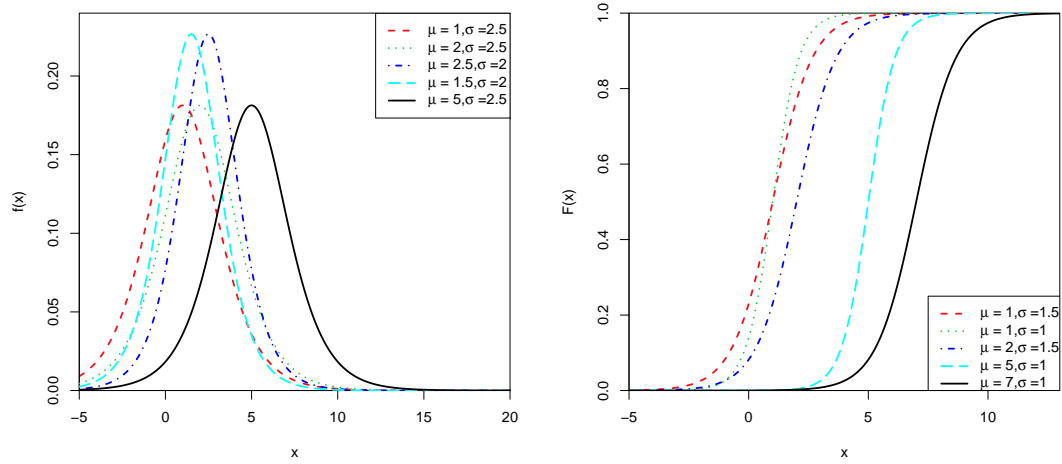 f(x)
0.00
0.05
0.10
0.15
0.20
-5
0
5
10
15
20
x
μ = 1,σ =2.5
μ = 2,σ =2.5
μ = 2.5,σ =2
μ = 1.5,σ =2
μ = 5,σ =2.5
F(x)
0.0
0.2
0.4
0.6
0.8
1.0
-5
0
5
10
x
μ = 1,σ =1.5
μ = 1,σ =1
μ = 2,σ =1.5
μ = 5,σ =1
μ = 7,σ =1